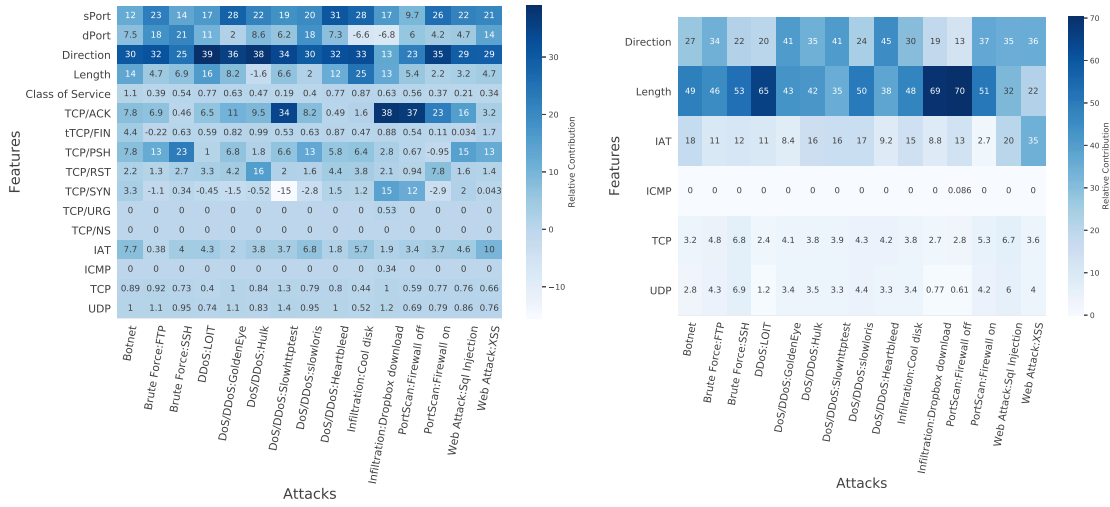 sPort 12 23 14 17 28 22 19 20 31 28 17 9.7 26 22 21
dPort 7.5 18 21 11 2 8.6 6.2 18 7.3 -6.6 -6.8 6 4.2 4.7 14
Direction 30 32 25 39 36 38 34 30 32 33 13 23 35 29 29
Length 14 4.7 6.9 16 8.2 -1.6 6.6 2 12 25 13 5.4 2.2 3.2 4.7
Class of Service 1.1 0.39 0.54 0.77 0.63 0.47 0.19 0.4 0.77 0.87 0.63 0.56 0.37 0.21 0.34
TCP/ACK 7.8 6.9 0.46 6.5 11 9.5 34 8.2 0.49 1.6 38 37 23 16 3.2
tTCP/FIN 4.4 -0.22 0.63 0.59 0.82 0.99 0.53 0.63 0.87 0.47 0.88 0.54 0.11 0.034 1.7
TCP/PSH 7.8 13 23 1 6.8 1.8 6.6 13 5.8 6.4 2.8 0.67 -0.95 15 13
TCP/RST 2.2 1.3 2.7 3.3 4.2 16 2 1.6 4.4 3.8 2.1 0.94 7.8 1.6 1.4
TCP/SYN 3.3 -1.1 0.34 -0.45 -1.5 -0.52 -15 -2.8 1.5 3.8 15 12 -2.9 2 0.043
TCP/URG 0 0 0 0 0 0 0 0 0 0 0.53 0 0 0 0
TCP/NS 0 0 0 0 0 0 0 0 0 0 0 0 0 0 0
IAT 7.7 0.38 4 4.3 2 3.8 3.7 6.8 1.8 5.7 1.9 3.4 3.7 4.6 10
ICMP 0 0 0 0 0 0 0 0 0 0 0.34 0 0 0 0
TCP 0.89 0.92 0.73 0.4 1 0.84 1.3 0.79 0.8 0.44 1 0.59 0.77 0.76 0.66
UDP 1 1.1 0.95 0.74 1.1 0.83 1.4 0.95 1 0.52 1.2 0.69 0.79 0.86 0.76
Features
Botnet
Brute Force:FTP
Brute Force:SSH
DDoS:LOIT
DoS/DDoS:GoldenEye
DoS/DDoS:Hulk
DoS/DDoS:Slowhttptest
DoS/DDoS:slowloris
DoS/DDoS:Heartbleed
Infiltration:Cool disk
Infiltration:Dropbox download
PortScan:Firewall off
PortScan:Firewall on
Web Attack:Sql Injection
Web Attack:XSS
Attacks
30
20
10
0
−10
Relative Contribution
Direction 27 34 22 20 41 35 41 24 45 30 19 13 37 35 36
Length 49 46 53 65 43 42 35 50 38 48 69 70 51 32 22
IAT 18 11 12 11 8.4 16 16 17 9.2 15 8.8 13 2.7 20 35
ICMP 0 0 0 0 0 0 0 0 0 0 0 0.086 0 0 0
TCP 3.2 4.8 6.8 2.4 4.1 3.8 3.9 4.3 4.2 3.8 2.7 2.8 5.3 6.7 3.6
UDP 2.8 4.3 6.9 1.2 3.4 3.5 3.3 4.4 3.3 3.4 0.77 0.61 4.2 6 4
Features
Botnet
Brute Force:FTP
Brute Force:SSH
DDoS:LOIT
DoS/DDoS:GoldenEye
DoS/DDoS:Hulk
DoS/DDoS:Slowhttptest
DoS/DDoS:slowloris
DoS/DDoS:Heartbleed
Infiltration:Cool disk
Infiltration:Dropbox download
PortScan:Firewall off
PortScan:Firewall on
Web Attack:Sql Injection
Web Attack:XSS
Attacks
70
60
50
40
30
20
10
0
Relative Contribution